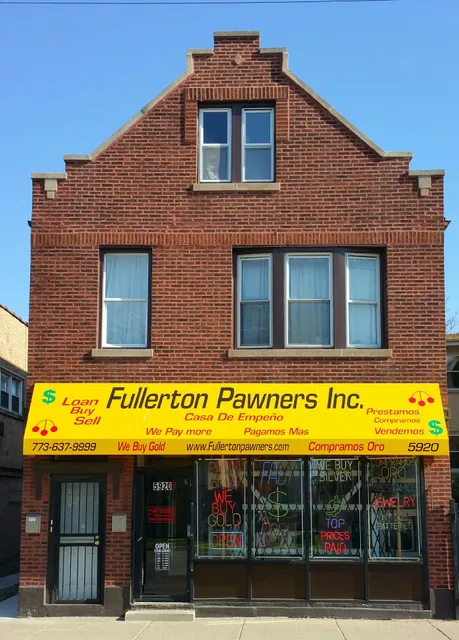 $ Loan
Buy
Sell
Fullerton Pawners Inc.
Casa De Empeño
We Pay more Pagamos Mas
Prestamos
Compramos
Vendemos $
773-637-9999 We Buy Gold www.Fullertonpawners.com Compramos Oro 5920
5920
OPEN
WE
BUY
GOLD
OPEN
$
WE BUY
SILVER
TOP
PRICES
PAID
ORO
JEWELRY
BATTERIES